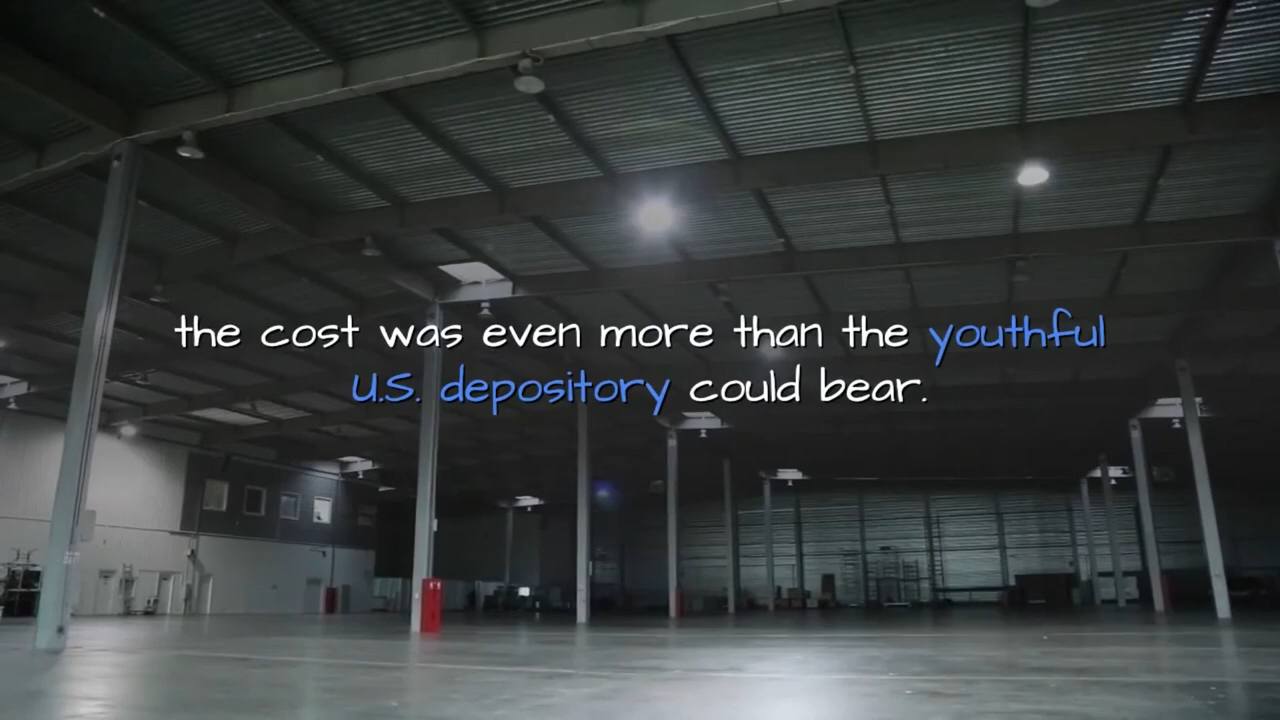 the cost was even more than the youthful
U.S. depository could bear.